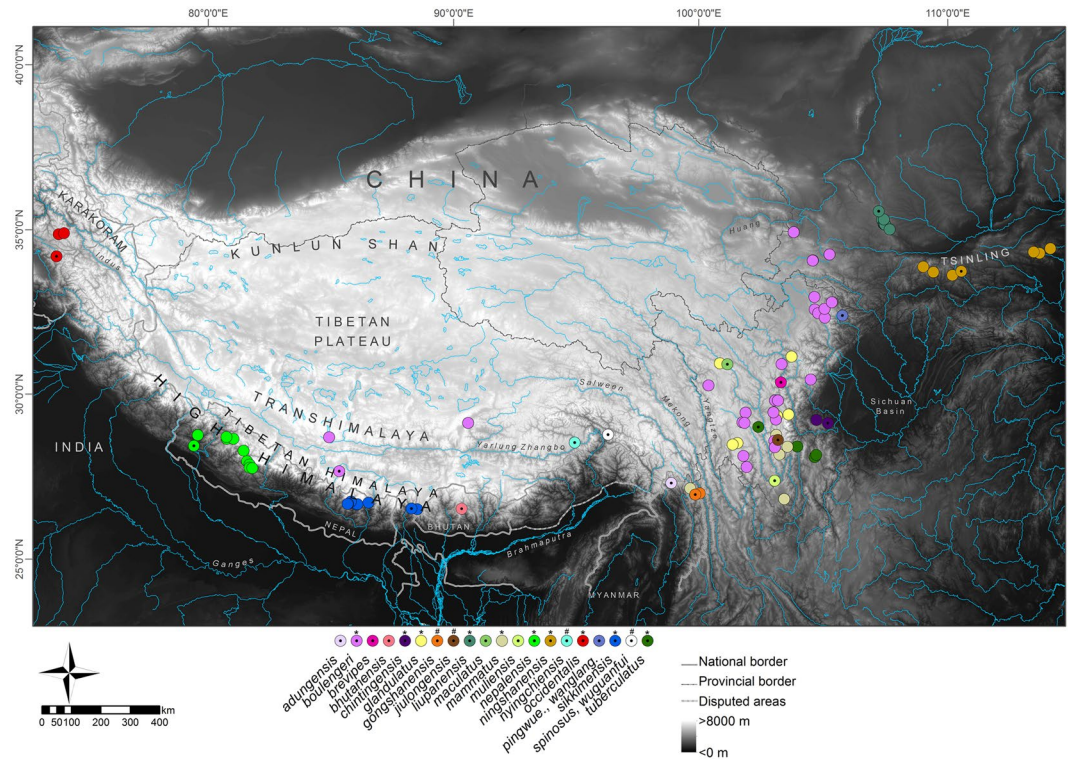 80°0'0"E
90°0'0"E
100°0'0"E
110°0'0"E
40°0'0"N
35°0'0"N
30°0'0"N
25°0'0"N
CHINA
KARAKORAM
Indus
KUNLUN SHAN
Huang
TSINLING
TIBETAN
PLATEAU
Salween
Mekong
Yangtze
Sichuan
Basin
TRANSHIMALAYA
Yarlung Zhangbo
TIBETAN HIMALAYA
HIGH HIMALAYA
INDIA
NEPAL
BHUTAN
Brahmaputra
Ganges
MYANMAR
* * * # # * * * * * # * * # *
adungensis
boulengeri
brevipes
bhutanensis
chintingensis
glandulatus
gongshanensis
jiulongensis
liupanensis
maculatus
mammatus
muliensis
nepalensis
ningshanensis
nyingchiensis
occidentalis
pingwue., wanglang.
sikkimensis
spinosus, wuguanfui
tuberculatus
0 50 100 200 300 400 km
National border
Provincial border
Disputed areas
>8000 m
<0 m